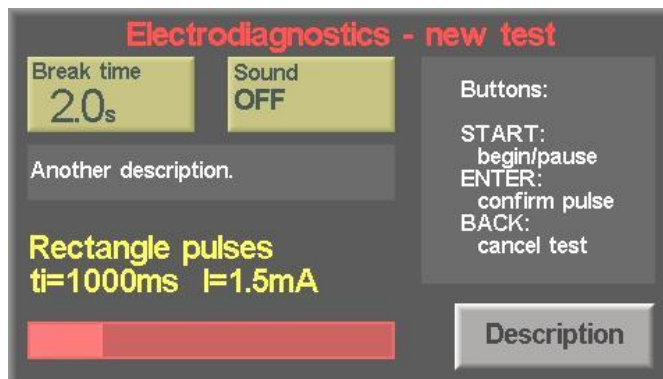 Electrodiagnostics - new test
Break time
2.0s
Sound
OFF
Another description.
Rectangle pulses
ti=1000ms I=1.5mA
Buttons:
START:
begin/pause
ENTER:
confirm pulse
BACK:
cancel test
Description